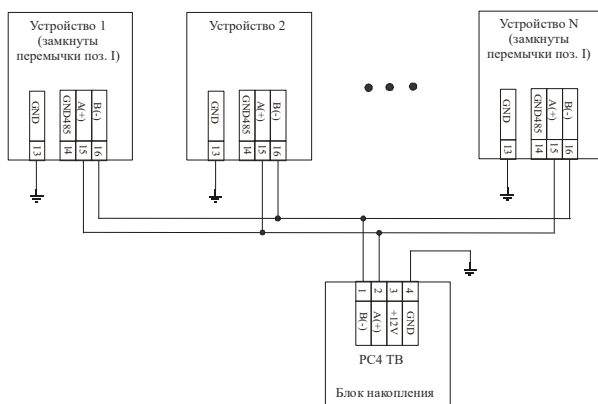 Устройство 1
(замкнуты
перемычки поз. I)
Устройство 2
Устройство N
(замкнуты
перемычки поз. I)
GND
13
GND485
14
A(+)
15
B(-)
16
GND
13
GND485
14
A(+)
15
B(-)
16
GND
13
GND485
14
A(+)
15
B(-)
16
1
2
3
4
B(-)
A(+)
+12V
GND
PC4 TB
Блок накопления